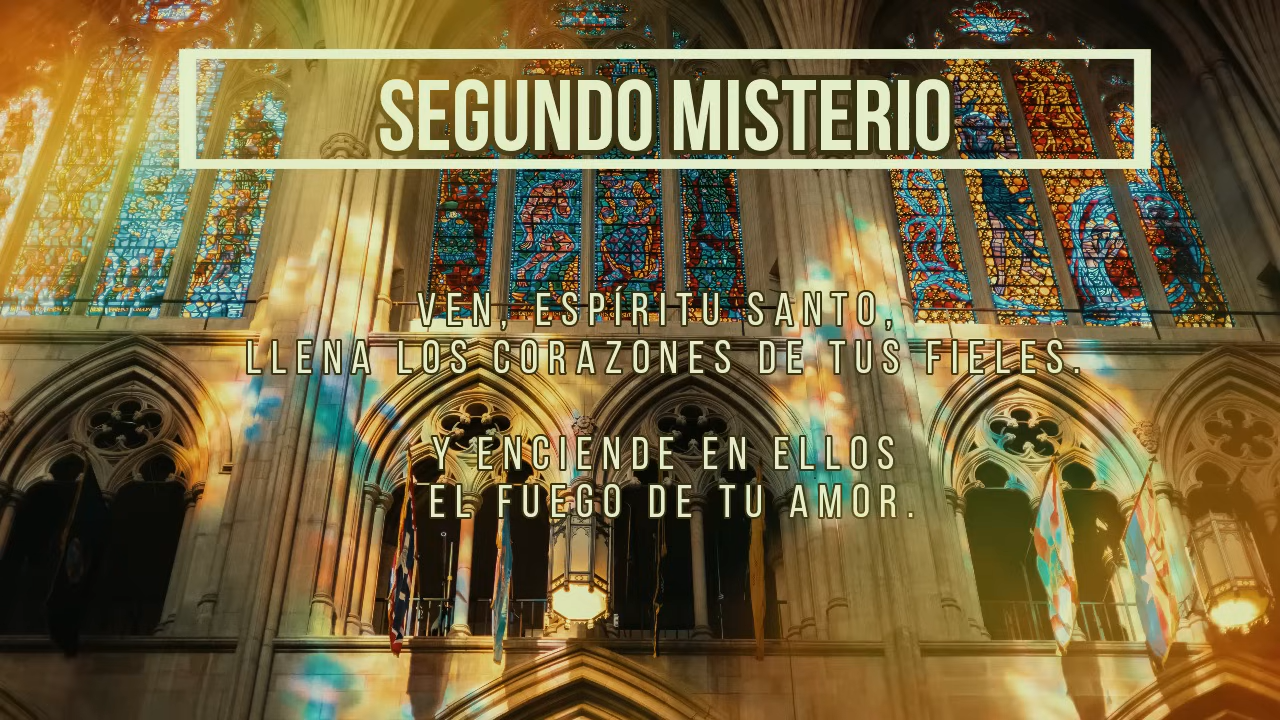 SEGUNDO MISTERIO
VEN, ESPÍRITU SANTO,
LLENA LOS CORAZONES DE TUS FIELES.
Y ENCIENDE EN ELLOS
EL FUEGO DE TU AMOR.